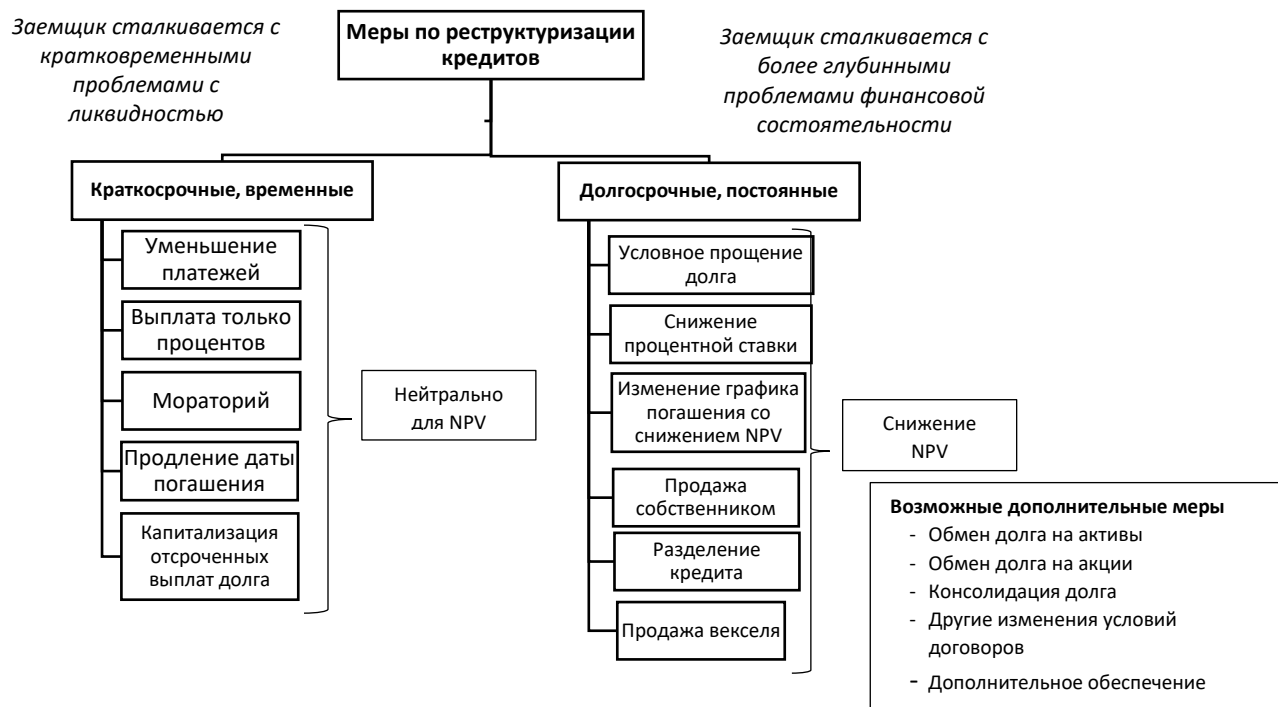 Заемщик сталкивается с
кратковременными
проблемами с
ликвидностью
Меры по реструктуризации
кредитов
Заемщик сталкивается с
более глубинными
проблемами финансовой
состоятельности
Краткосрочные, временные
Уменьшение
платежей
Выплата только
процентов
Мораторий
Продление даты
погашения
Капитализация
отсроченных
выплат долга
Нейтрально
для NPV
Долгосрочные, постоянные
Условное прощение
долга
Снижение
процентной ставки
Изменение графика
погашения со
снижением NPV
Продажа
собственником
Разделение
кредита
Продажа векселя
Снижение
NPV
Возможные дополнительные меры
- Обмен долга на активы
- Обмен долга на акции
- Консолидация долга
- Другие изменения условий
договоров
- Дополнительное обеспечение